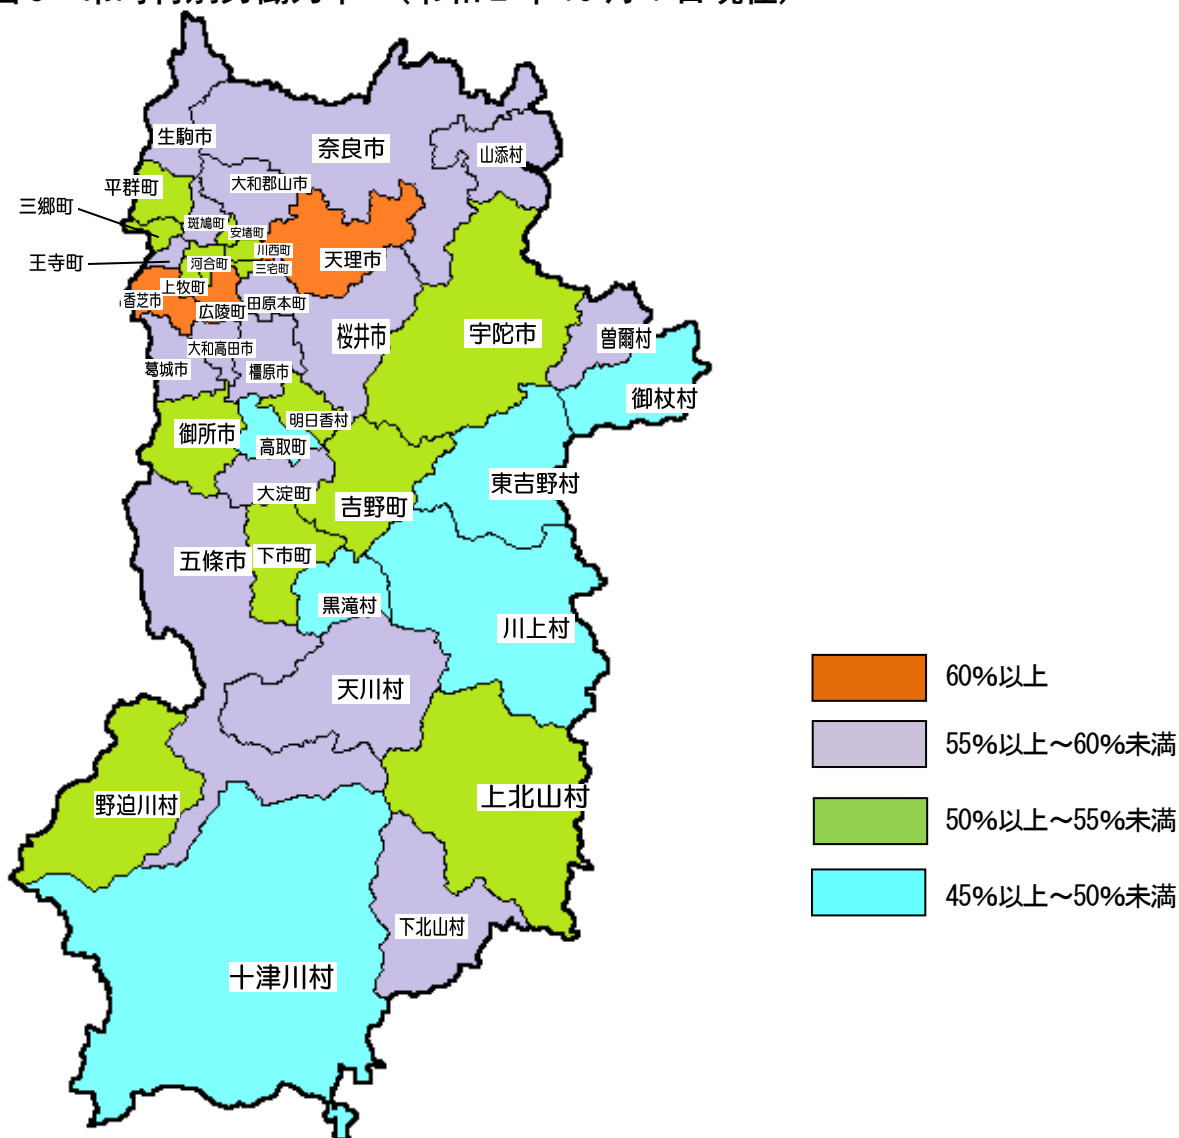 生駒市
奈良市
山添村
平群町
大和郡山市
三郷町
斑鳩町
安堵町
川西町
王寺町
河合町
三宅町
天理市
上牧町
香芝市
広陵町
田原本町
桜井市
宇陀市
曽爾村
大和高田市
葛城市
橿原市
御杖村
明日香村
御所市
高取町
東吉野村
大淀町
吉野町
五條市
下市町
黒滝村
川上村
天川村
野迫川村
上北山村
下北山村
十津川村
60%以上
55%以上~60%未満
50%以上~55%未満
45%以上~50%未満